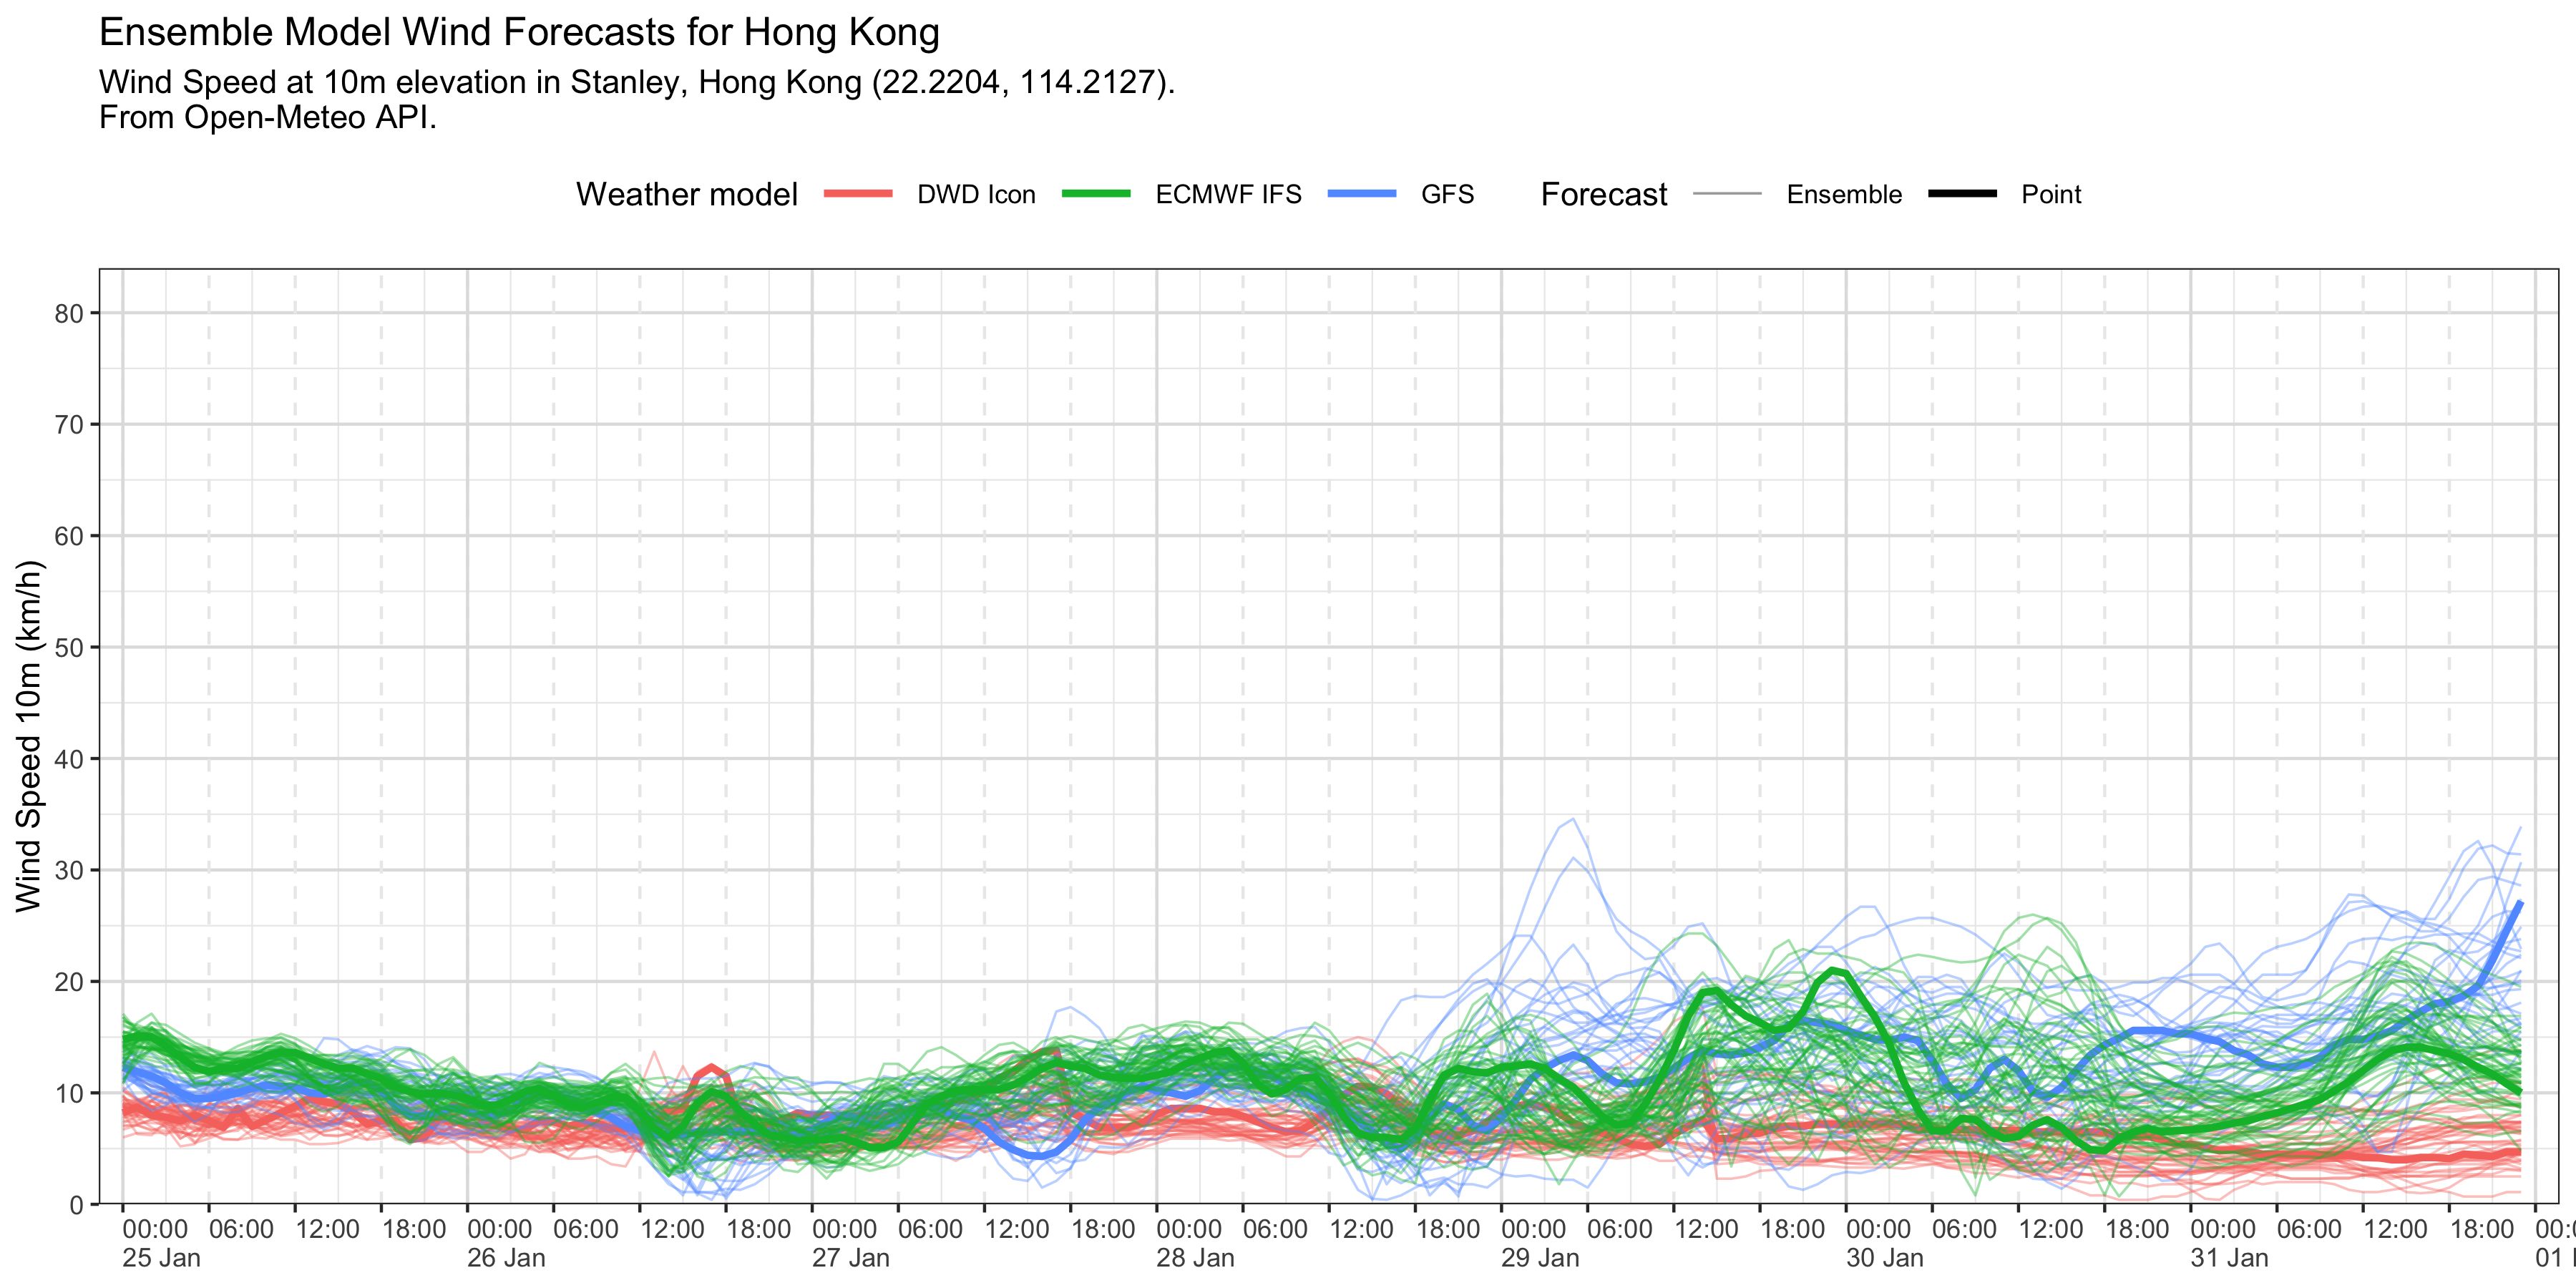 Ensemble Model Wind Forecasts for Hong Kong
Wind Speed at 10m elevation in Stanley, Hong Kong (22.2204, 114.2127).
From Open-Meteo API.
Weather model DWD Icon ECMWF IFS GFS Forecast Ensemble Point
Wind Speed 10m (km/h)
80
70
60
50
40
30
20
10
0
00:00 06:00 12:00 18:00 00:00 06:00 12:00 18:00 00:00 06:00 12:00 18:00 00:00 06:00 12:00 18:00 00:00 06:00 12:00 18:00 00:00 06:00 12:00 18:00 00:00 06:00 12:00 18:00
25 Jan 26 Jan 27 Jan 28 Jan 29 Jan 30 Jan 31 Jan 01